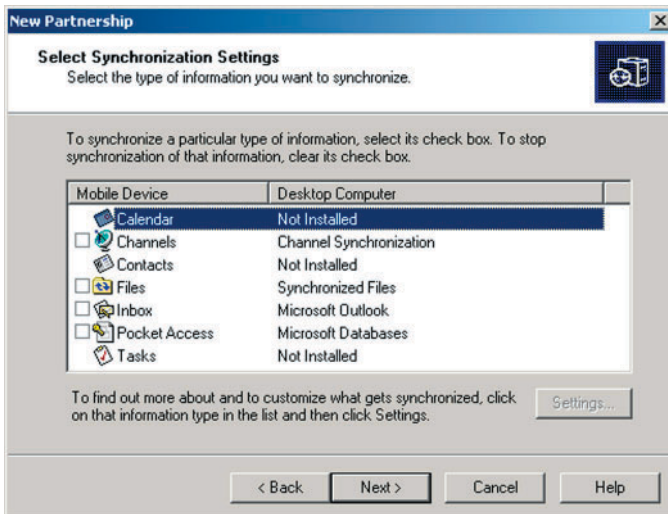 New Partnership
Select Synchronization Settings
Select the type of information you want to synchronize.
To synchronize a particular type of information, select its check box. To stop
synchronization of that information, clear its check box.
Mobile Device Desktop Computer
Calendar Not Installed
Channels Channel Synchronization
Contacts Not Installed
Files Synchronized Files
Inbox Microsoft Outlook
Pocket Access Microsoft Databases
Tasks Not Installed
To find out more about and to customize what gets synchronized, click
on that information type in the list and then click Settings.
Settings...
< Back Next > Cancel Help